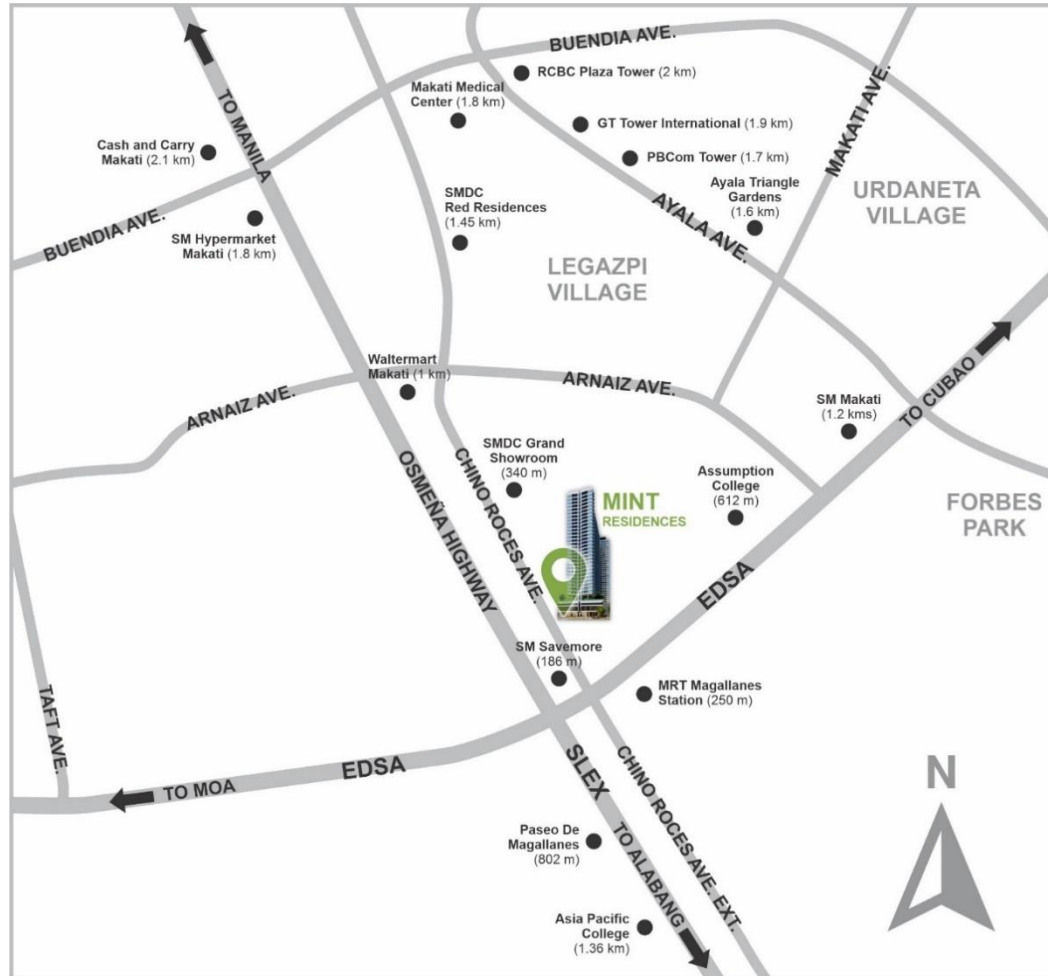 BUENDIA AVE.
RCBC Plaza Tower (2 km)
Makati Medical
Center (1.8 km)
GT Tower International (1.9 km)
TO MANILA
Cash and Carry
Makati (2.1 km)
PBCom Tower (1.7 km)
MAKATI AVE.
Ayala Triangle
Gardens
(1.6 km)
URDANETA
VILLAGE
SMDC
Red Residences
(1.45 km)
AYALA AVE.
BUENDIA AVE.
SM Hypermarket
Makati (1.8 km)
LEGAZPI
VILLAGE
Waltermart
Makati (1 km)
ARNAIZ AVE.
ARNAIZ AVE.
TO CUBAO
SM Makati
(1.2 kms)
SMDC Grand
Showroom
(340 m)
CHINO ROCES AVE.
OSMEÑA HIGHWAY
Assumption
College
(612 m)
MINT
RESIDENCES
FORBES
PARK
EDSA
SM Savemore
(186 m)
MRT Magallanes
Station (250 m)
TAFT AVE.
EDSA
TO MOA
SLEX
CHINO ROCES AVE. EXT.
N
Paseo De
Magallanes
(802 m)
TO ALABANG
Asia Pacific
College
(1.36 km)